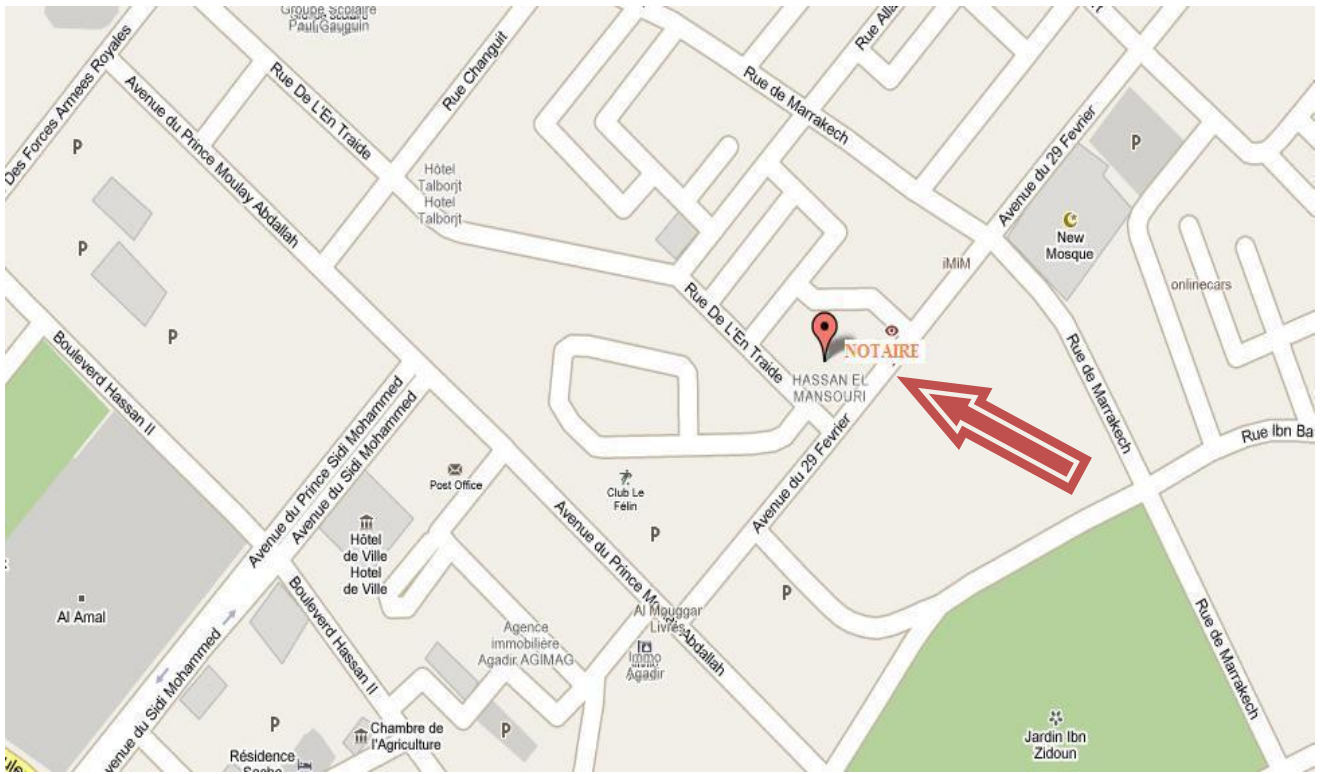 Groupe Scolaire
Paul Gauguin
Des Forces Armees Royales
Avenue du Prince Moulay Abdallah
Rue De L'En Traide
Rue Changuit
Rue de Marrakech
Avenue du 29 Fevrier
P
P
P
P
Hôtel
Talborjt
Hotel
Talborjt
New
Mosque
iMiM
onlinecars
Rue De L'En Traide
NOTAIRE
HASSAN EL
MANSOURI
Rue de Marrakech
Boulevard Hassan II
Avenue du Prince Sidi Mohammed
Avenue du Sidi Mohammed
Avenue du 29 Fevrier
Rue Ibn Ba
Post Office
Club Le
Felin
P
Hôtel
de Ville
Hotel
de Ville
Avenue du Prince Moulay Abdallah
P
Al Amal
Boulevard Hassan II
Agence
immobilière
Agadir AGIMAG
Al Mouggar
Livres
Immo
Agadir
Rue de Marrakech
Avenue du Sidi Mohammed
P
Chambre de
l'Agriculture
P
Résidence
Jardin Ibn
Zidoun